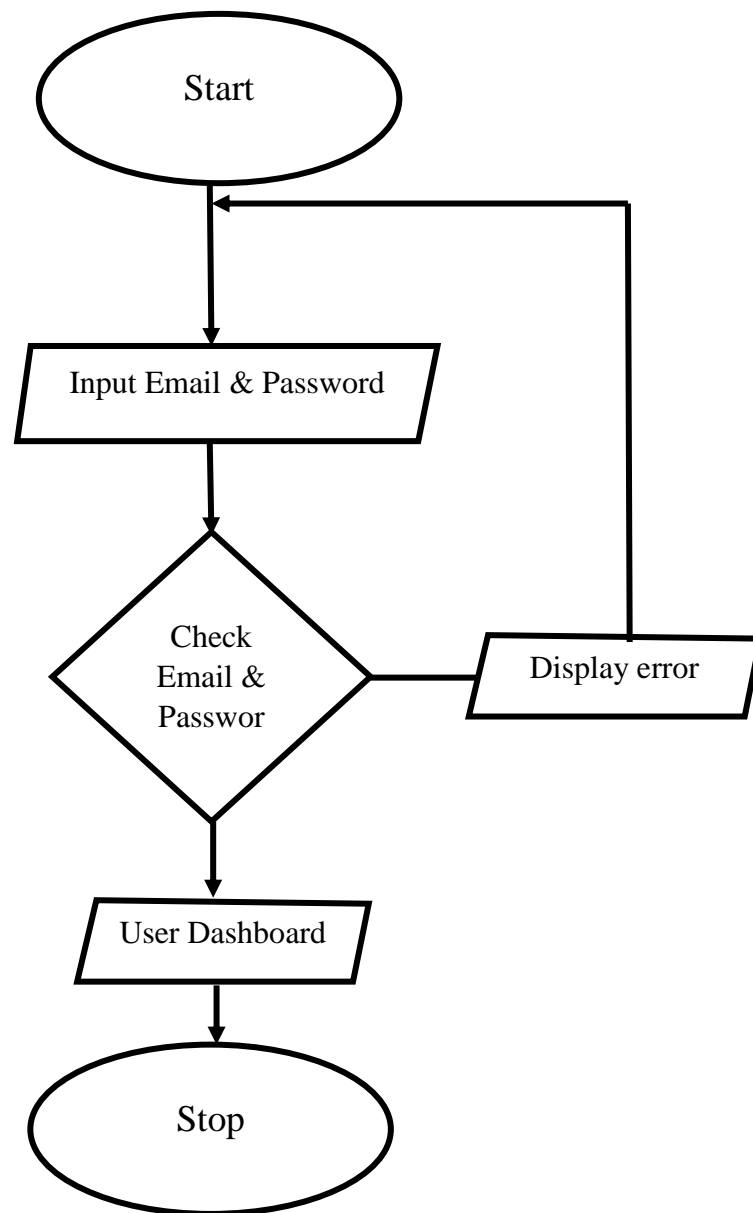 Start
Input Email & Password
Check
Email &
Passwor
Display error
User Dashboard
Stop